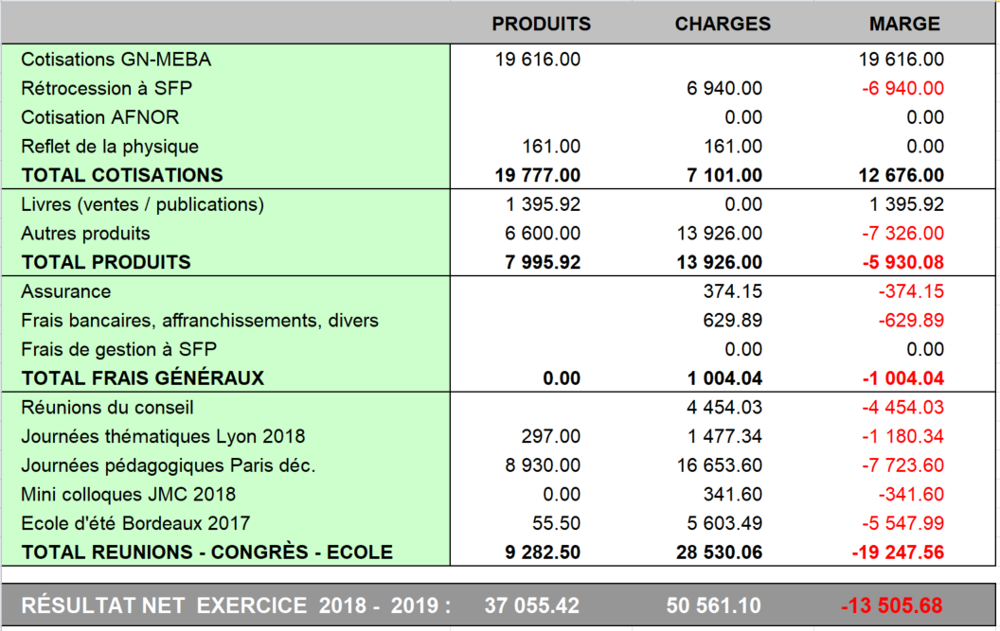 PRODUITS CHARGES MARGE
Cotisations GN-MEBA 19 616.00 19 616.00
Rétrocession à SFP 6 940.00 -6 940.00
Cotisation AFNOR 0.00 0.00
Reflet de la physique 161.00 161.00 0.00
TOTAL COTISATIONS 19 777.00 7 101.00 12 676.00
Livres (ventes / publications) 1 395.92 0.00 1 395.92
Autres produits 6 600.00 13 926.00 -7 326.00
TOTAL PRODUITS 7 995.92 13 926.00 -5 930.08
Assurance 374.15 -374.15
Frais bancaires, affranchissements, divers 629.89 -629.89
Frais de gestion à SFP 0.00 0.00
TOTAL FRAIS GÉNÉRAUX 0.00 1 004.04 -1 004.04
Réunions du conseil 4 454.03 -4 454.03
Journées thématiques Lyon 2018 297.00 1 477.34 -1 180.34
Journées pédagogiques Paris déc. 8 930.00 16 653.60 -7 723.60
Mini colloques JMC 2018 0.00 341.60 -341.60
Ecole d'été Bordeaux 2017 55.50 5 603.49 -5 547.99
TOTAL REUNIONS - CONGRÈS - ECOLE 9 282.50 28 530.06 -19 247.56
RÉSULTAT NET EXERCICE 2018 - 2019 : 37 055.42 50 561.10 -13 505.68